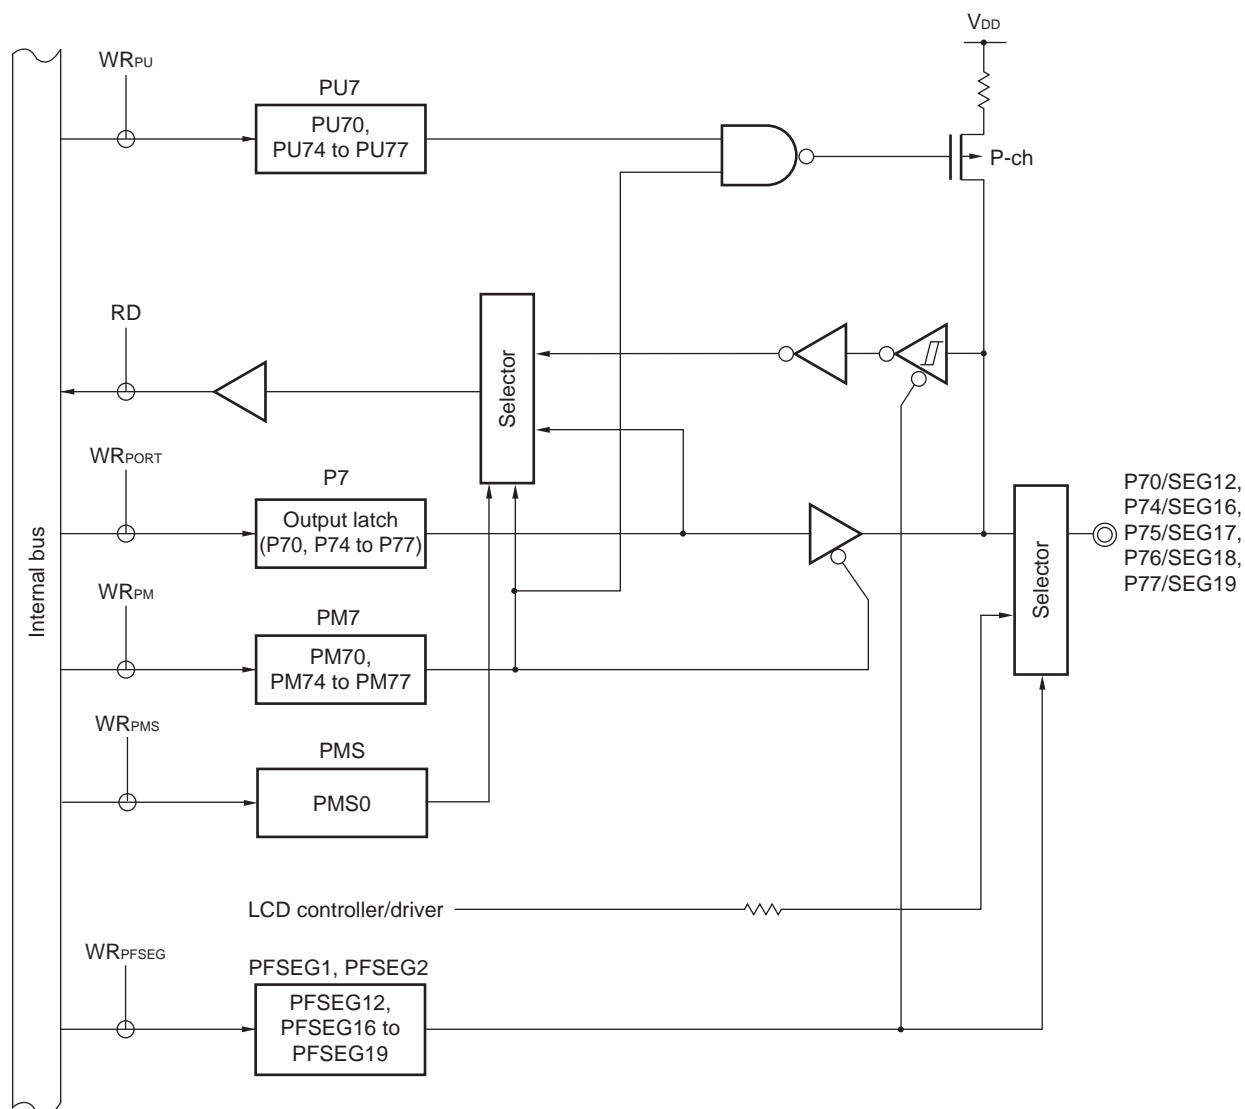 VDD
WRPU
PU7
PU70,
PU74 to PU77
P-ch
RD
Selector
WRPORT
P7
Output latch
(P70, P74 to P77)
P70/SEG12,
P74/SEG16,
P75/SEG17,
P76/SEG18,
P77/SEG19
Selector
Internal bus
WRPM
PM7
PM70,
PM74 to PM77
WRPMS
PMS
PMS0
LCD controller/driver
WRPFSEG
PFSEG1, PFSEG2
PFSEG12,
PFSEG16 to
PFSEG19